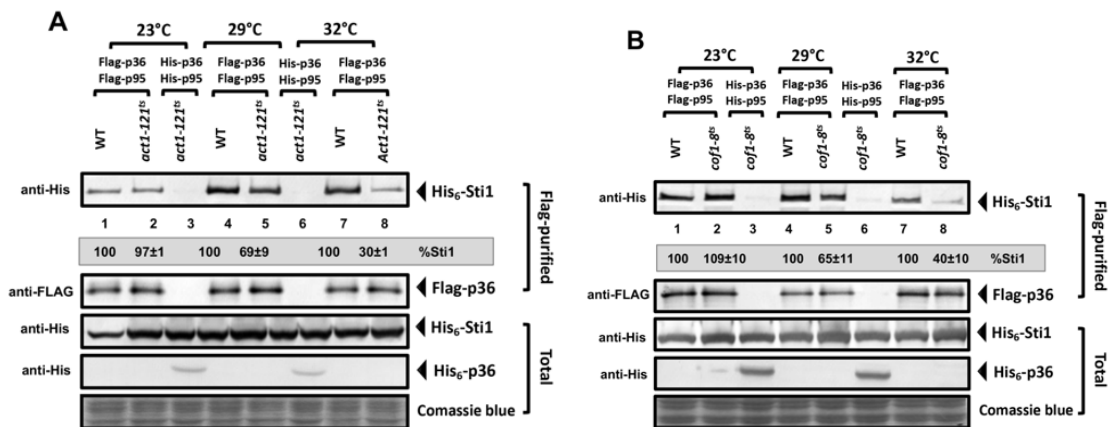 A
23°C 29°C 32°C
Flag-p36 His-p36 Flag-p36 His-p36 Flag-p36
Flag-p95 His-p95 Flag-p95 His-p95 Flag-p95
WT act1-121ts act1-121ts WT act1-121ts act1-121ts WT Act1-121ts
anti-His His6-Sti1
1 2 3 4 5 6 7 8
100 97±1 100 69±9 100 30±1 %Sti1
anti-FLAG Flag-p36
Flag-purified
anti-His His6-Sti1
anti-His His6-p36
Comassie blue
Total
B
23°C 29°C 32°C
Flag-p36 His-p36 Flag-p36 His-p36 Flag-p36
Flag-p95 His-p95 Flag-p95 His-p95 Flag-p95
WT cof1-8ts cof1-8ts WT cof1-8ts cof1-8ts WT cof1-8ts
anti-His His6-Sti1
1 2 3 4 5 6 7 8
100 109±10 100 65±11 100 40±10 %Sti1
anti-FLAG Flag-p36
Flag-purified
anti-His His6-Sti1
anti-His His6-p36
Comassie blue
Total